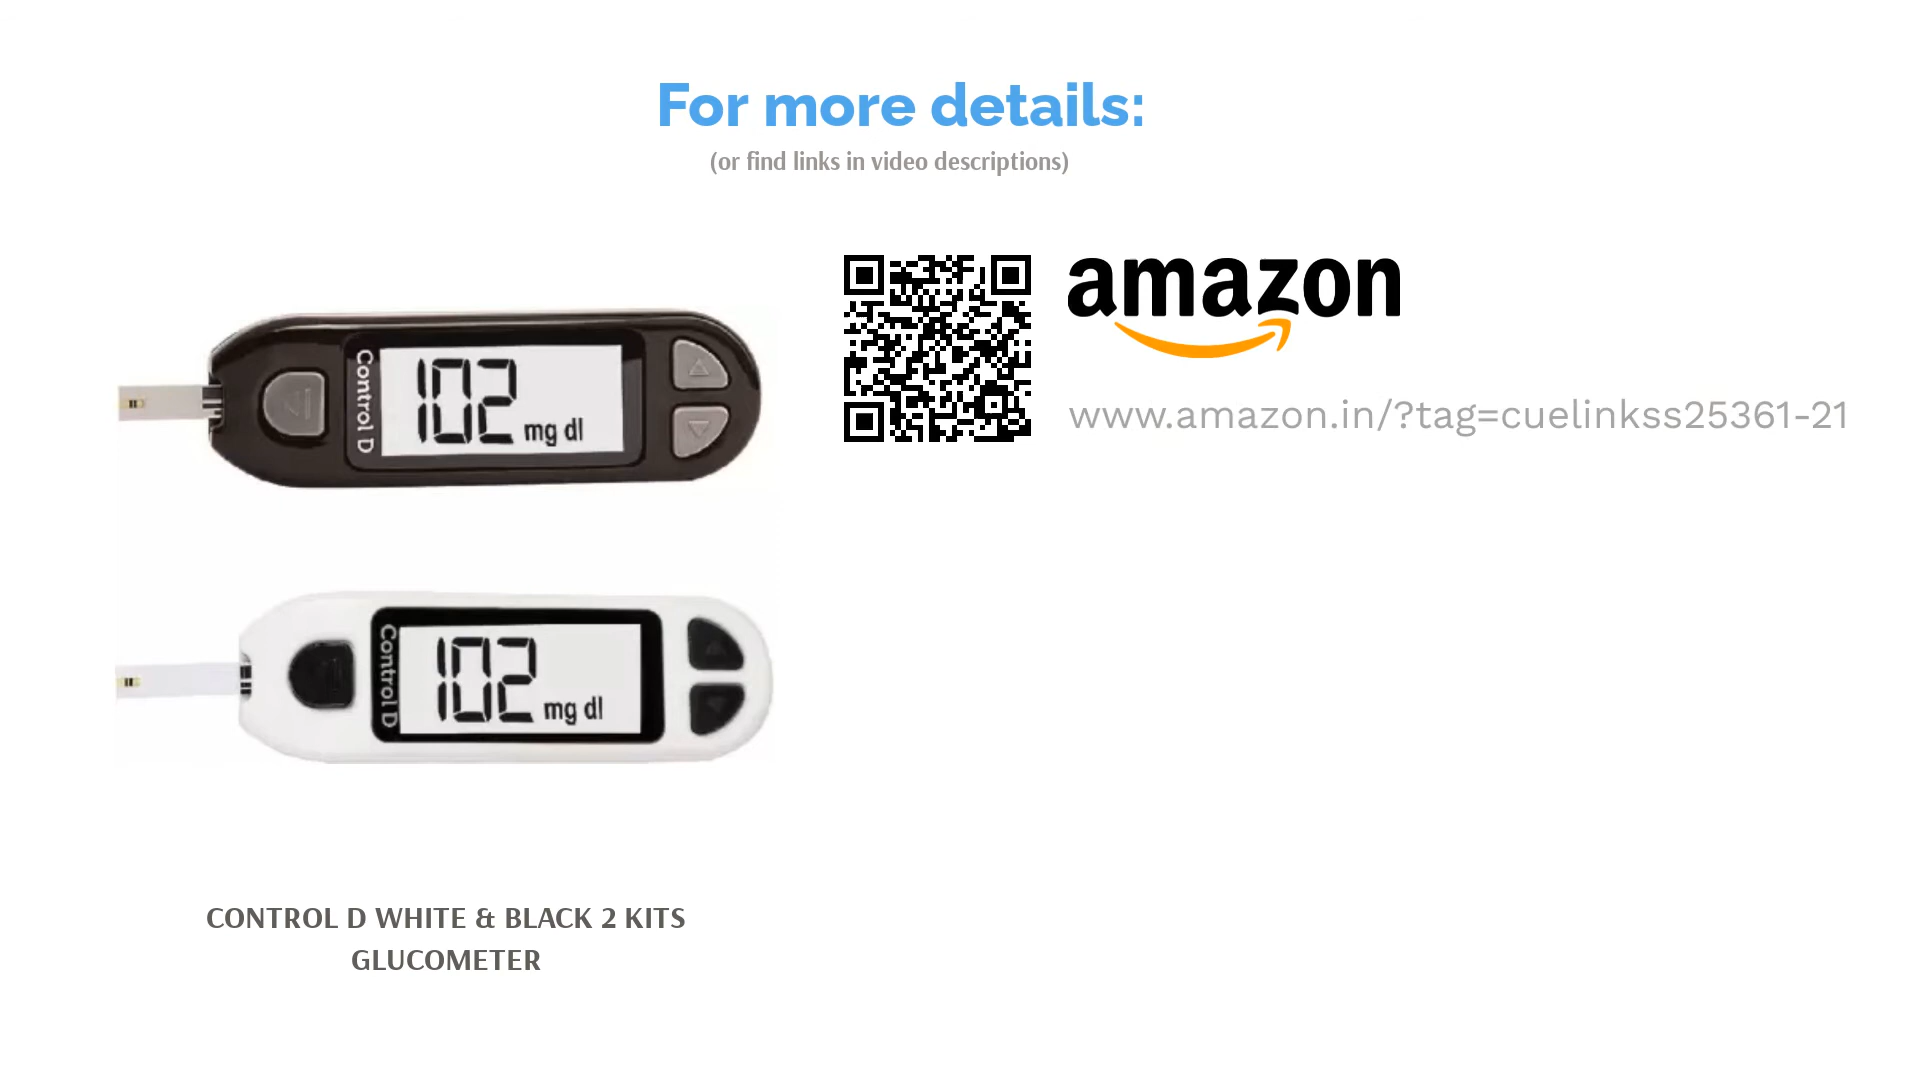 For more details:
(or find links in video descriptions)
amazon
www.amazon.in/?tag=cuelinkss25361-21
Control D
102
mg dl
Control D
102
mg dl
CONTROL D WHITE & BLACK 2 KITS
GLUCOMETER